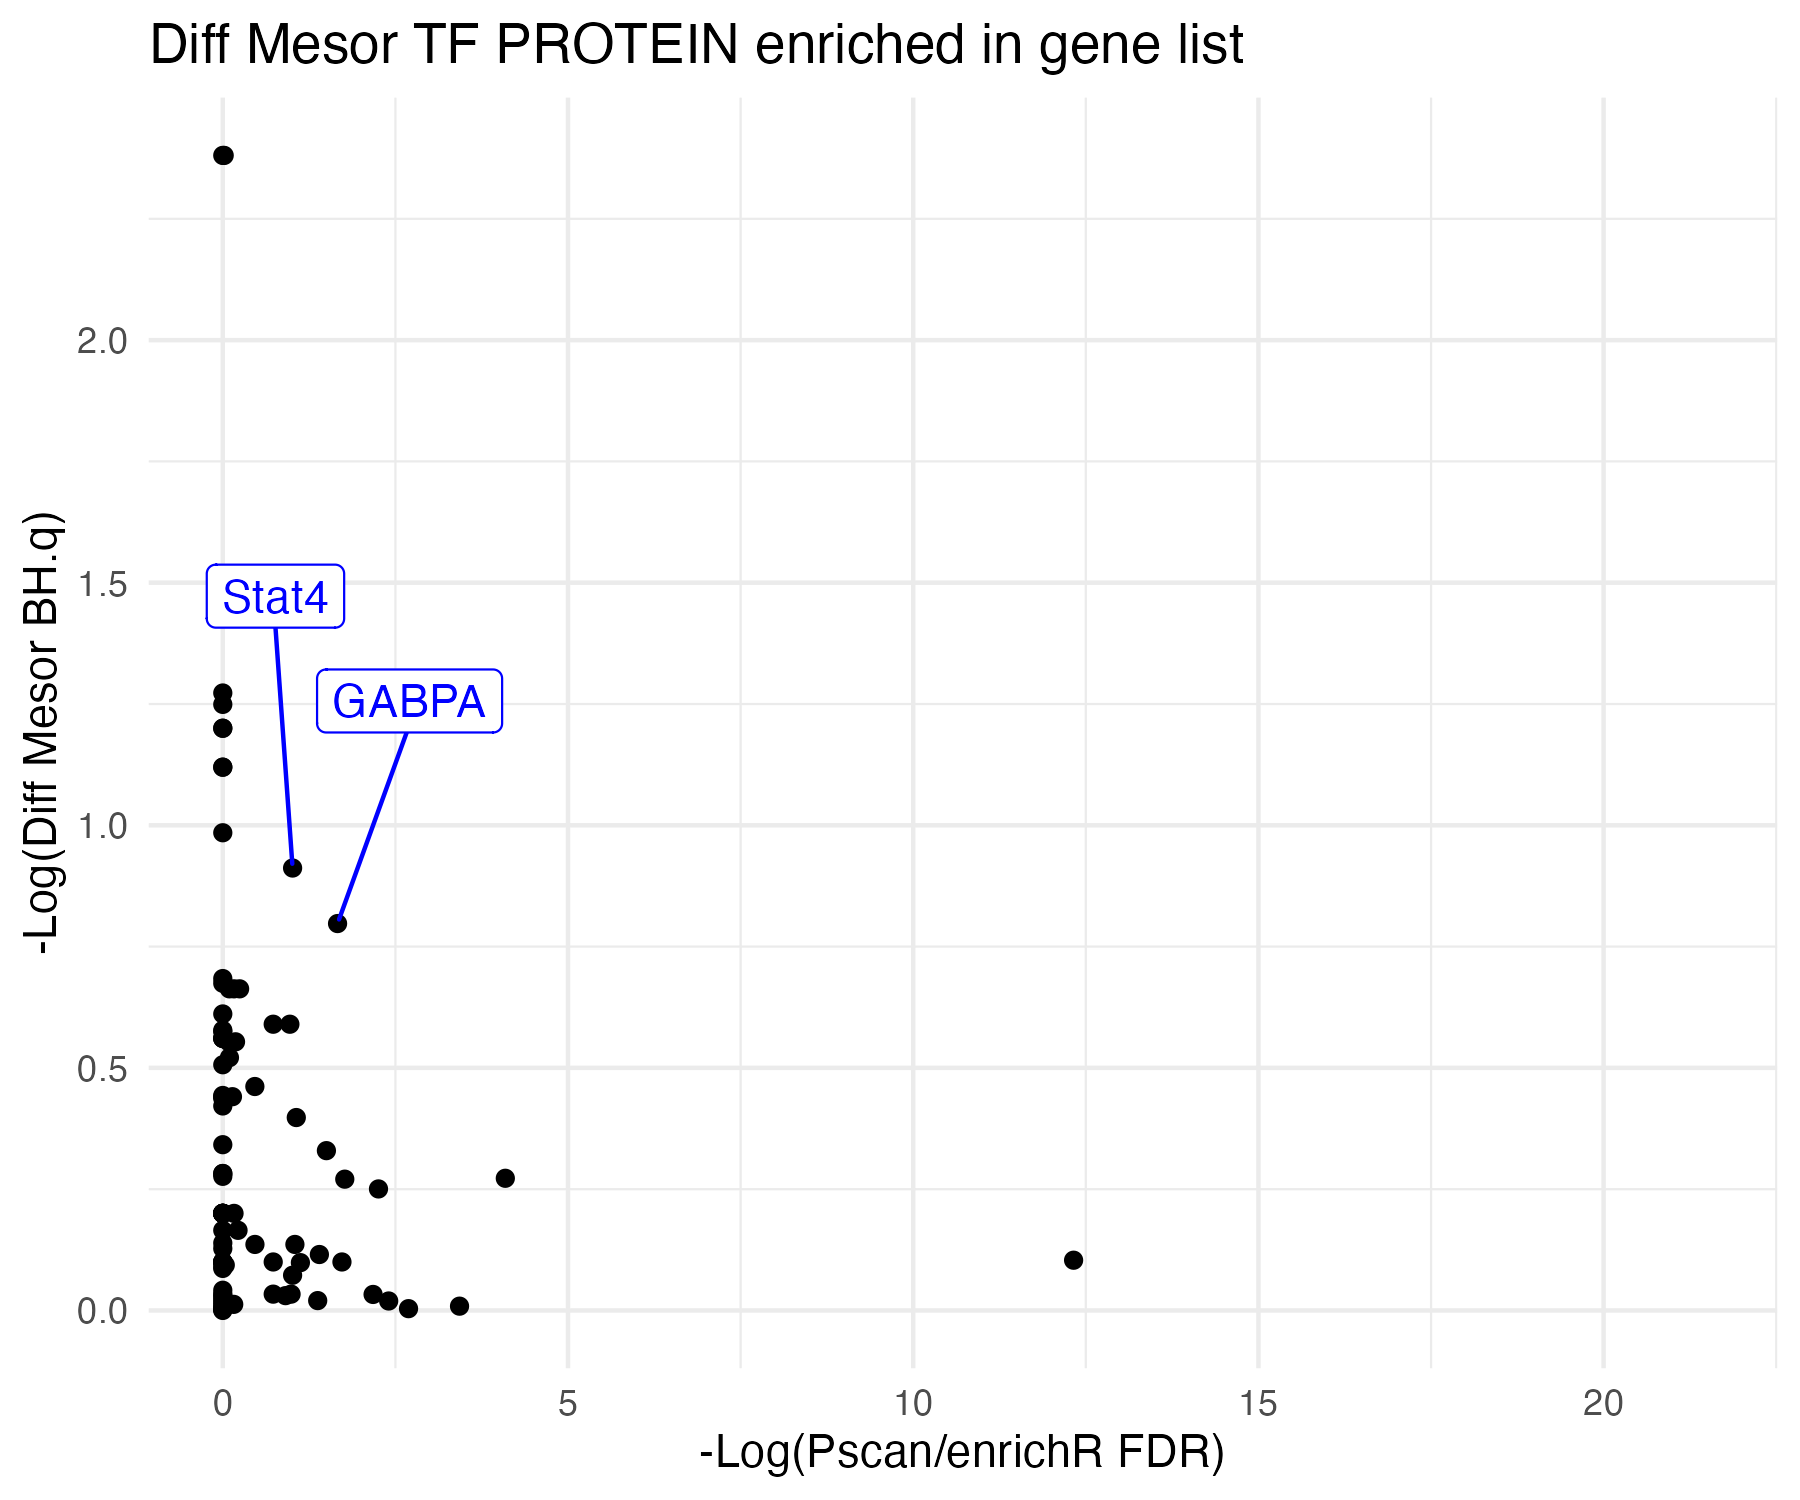 Diff Mesor TF PROTEIN enriched in gene list
-Log(Diff Mesor BH.q)
2.0
1.5
1.0
0.5
0.0
Stat4
GABPA
0 5 10 15 20
-Log(Pscan/enrichR FDR)